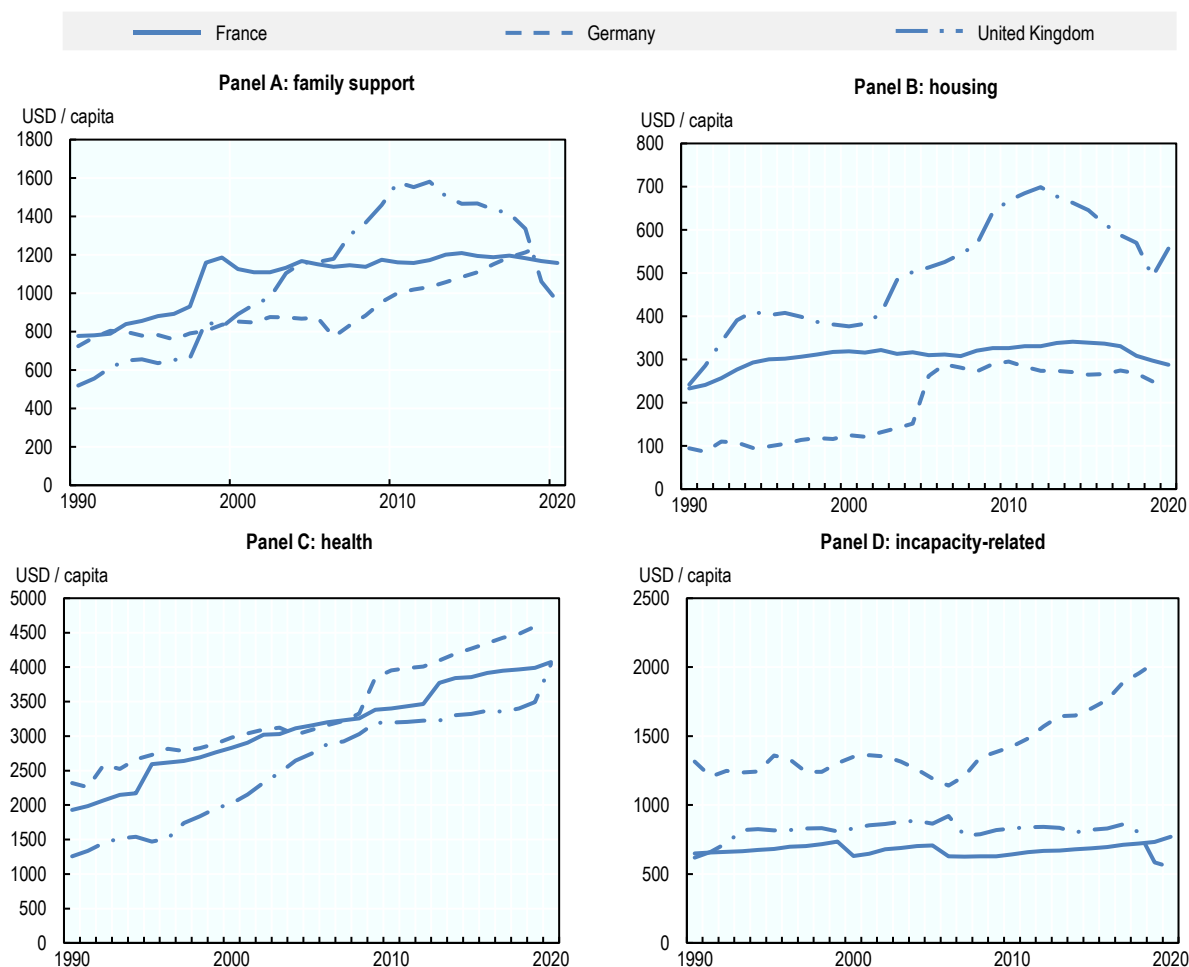 France Germany United Kingdom
Panel A: family support
USD / capita
1800
1600
1400
1200
1000
800
600
400
200
0
1990 2000 2010 2020
Panel B: housing
USD / capita
800
700
600
500
400
300
200
100
0
1990 2000 2010 2020
Panel C: health
USD / capita
5000
4500
4000
3500
3000
2500
2000
1500
1000
500
0
1990 2000 2010 2020
Panel D: incapacity-related
USD / capita
2500
2000
1500
1000
500
0
1990 2000 2010 2020